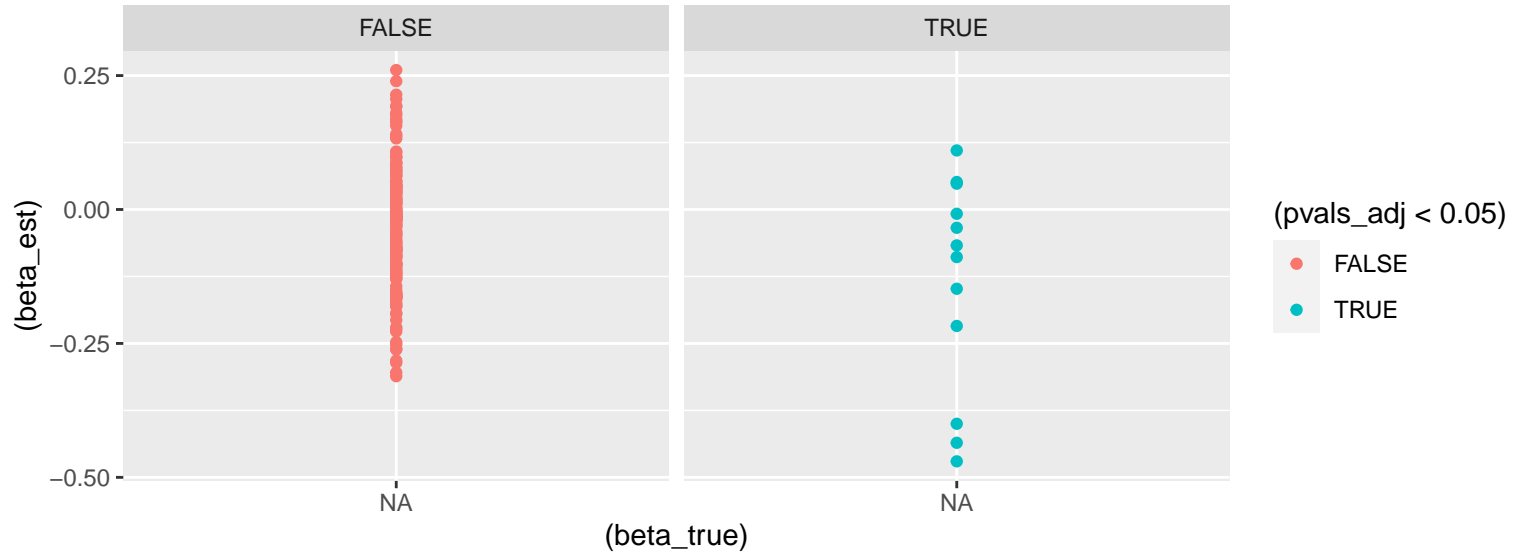 FALSE
TRUE
0.25
0.00
−0.25
−0.50
(beta_est)
NA
NA
(beta_true)
(pvals_adj < 0.05)
FALSE
TRUE